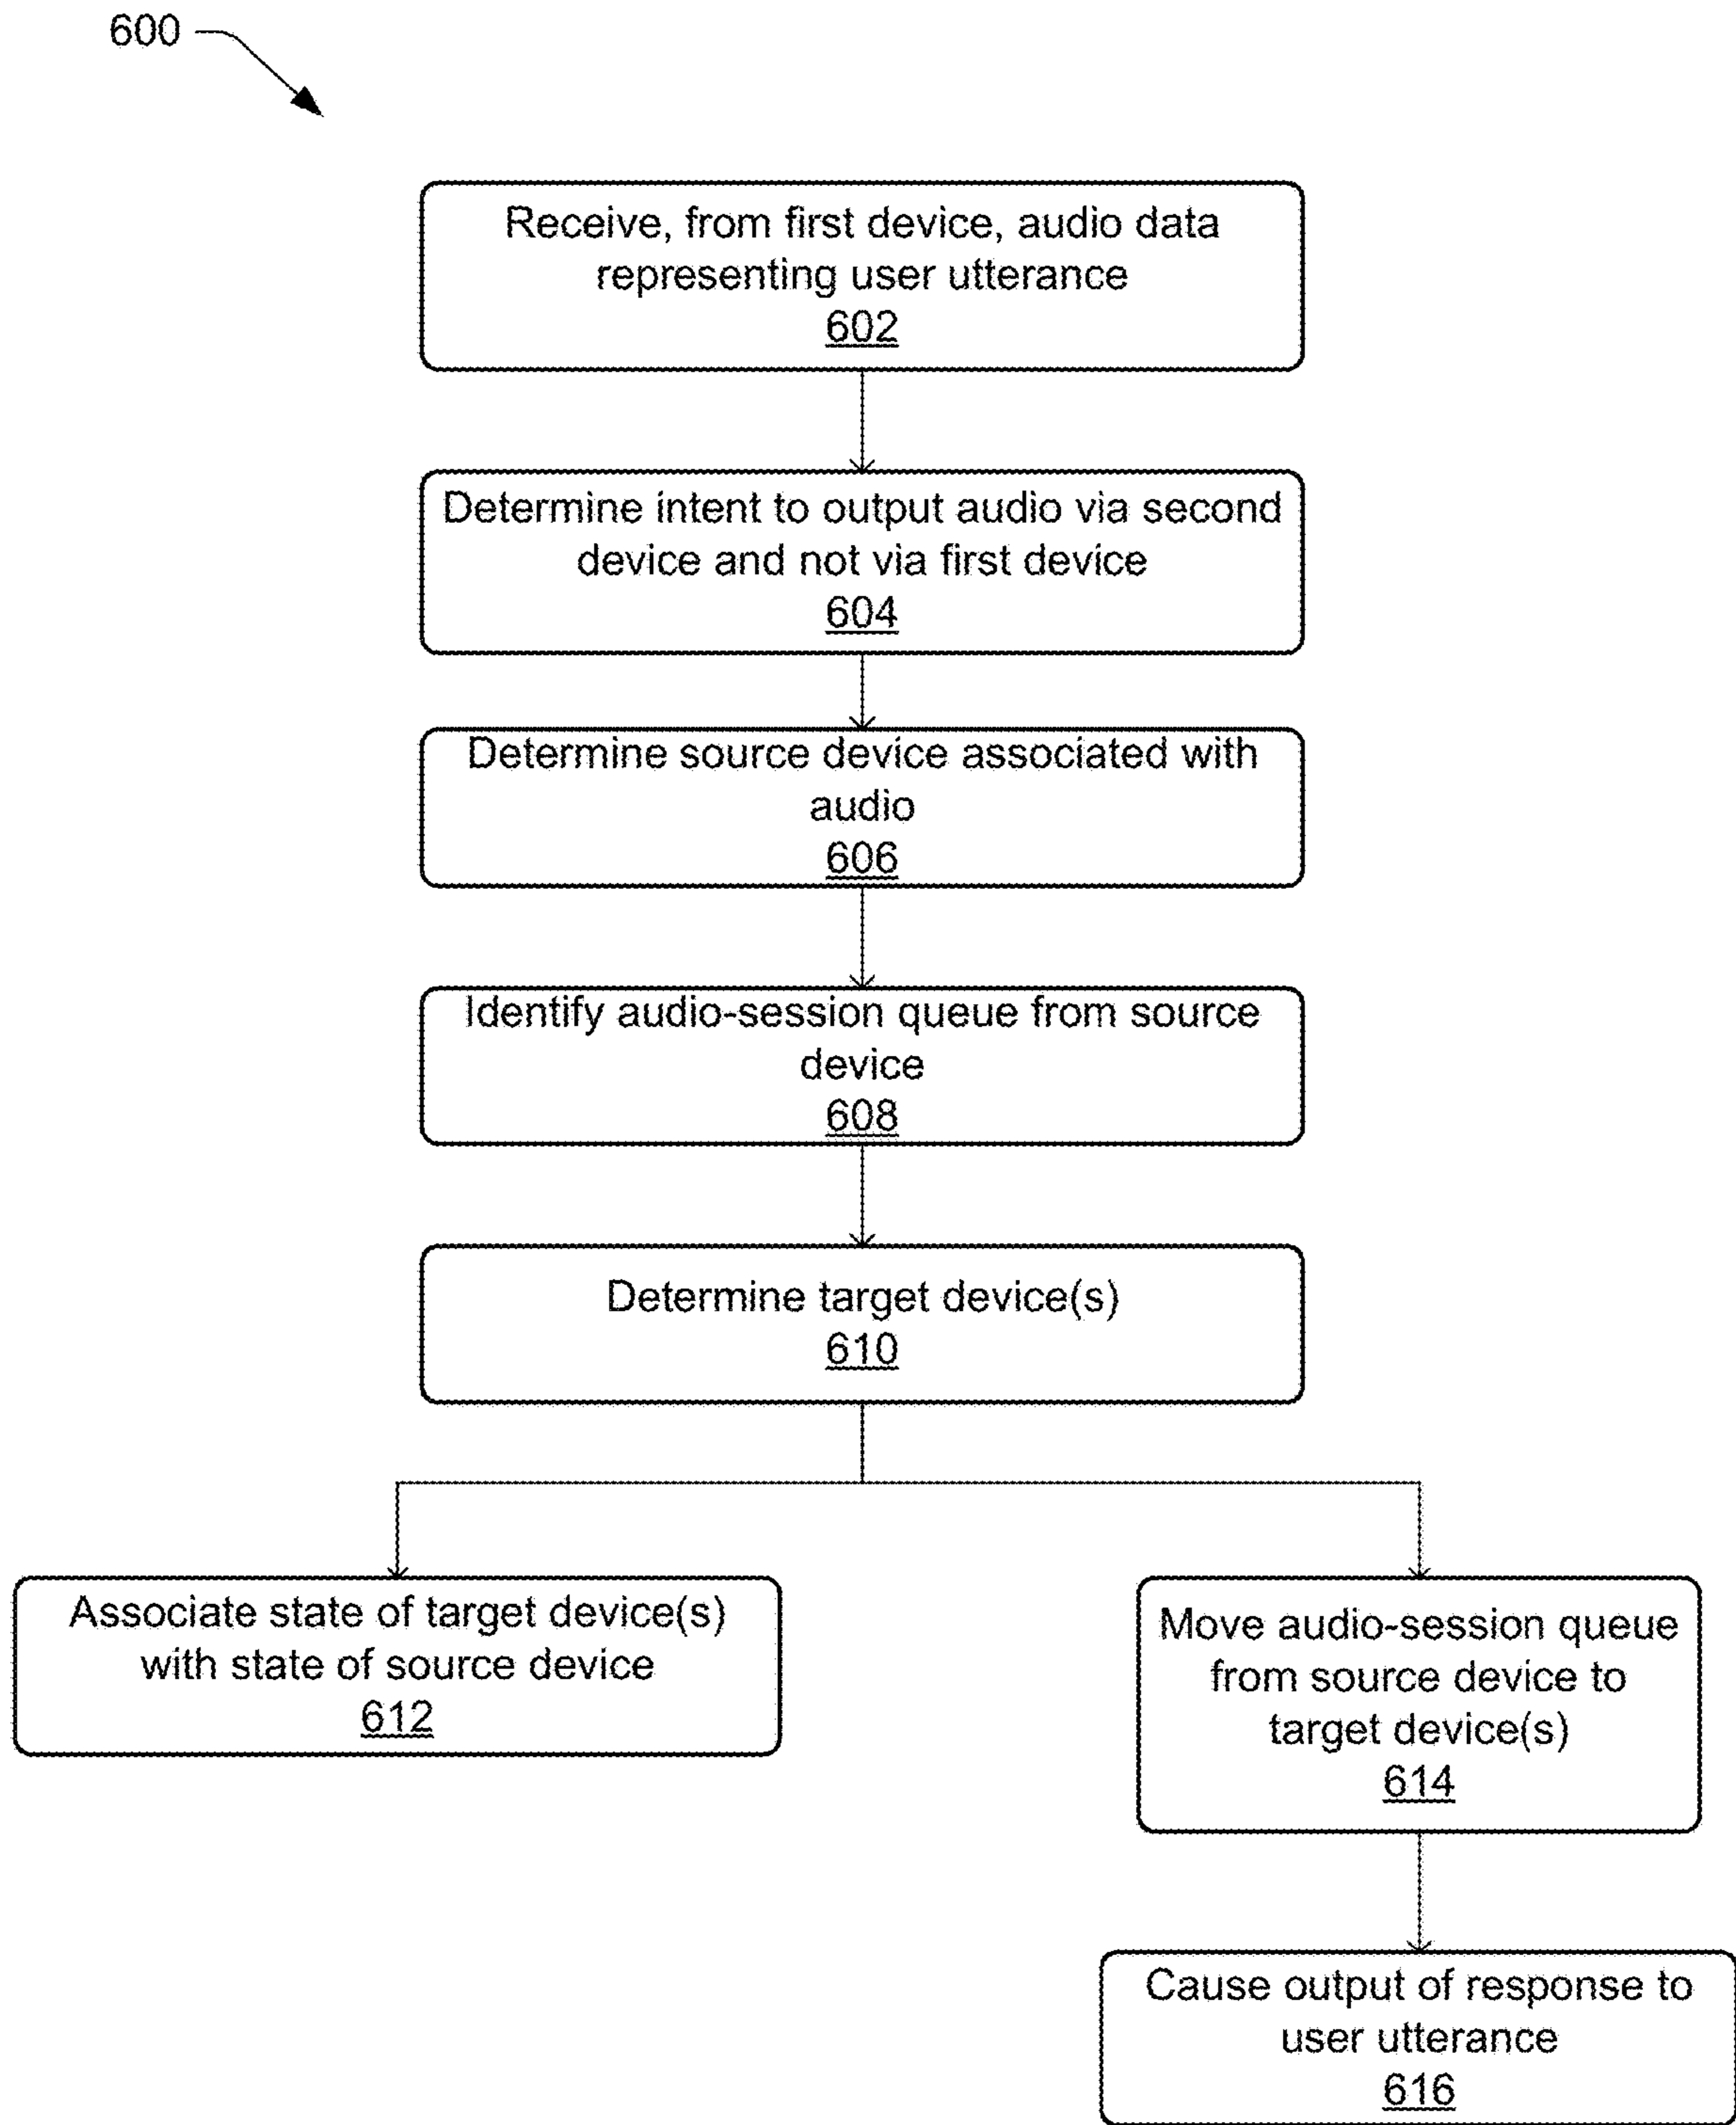 600
Receive, from first device, audio data
representing user utterance
602
Determine intent to output audio via second
device and not via first device
604
Determine source device associated with
audio
606
Identify audio-session queue from source
device
608
Determine target device(s)
610
Associate state of target device(s)
with state of source device
612
Move audio-session queue
from source device to
target device(s)
614
Cause output of response to
user utterance
616